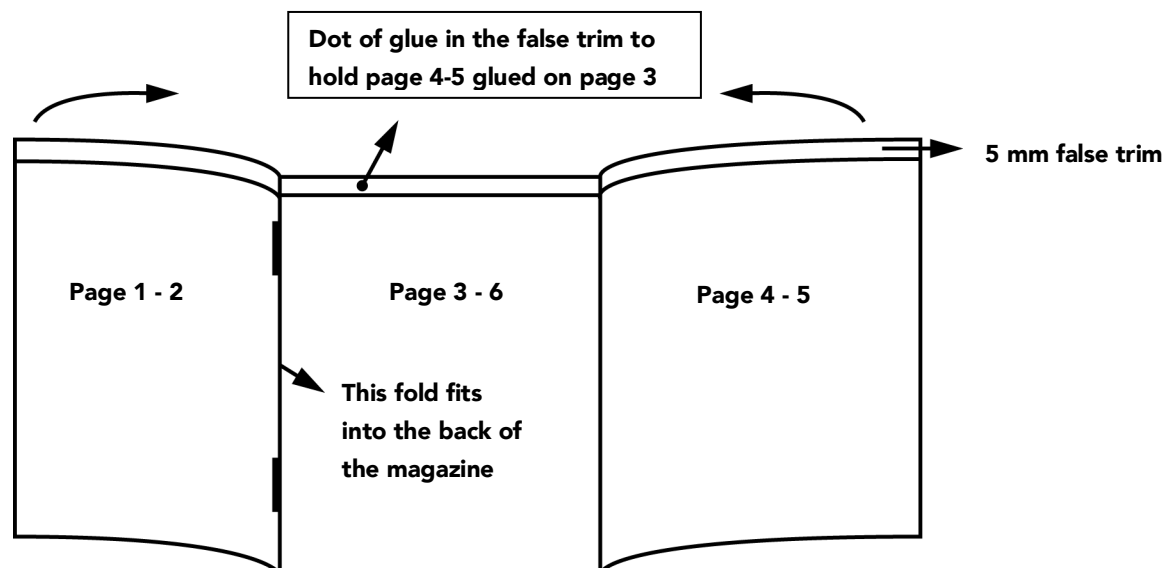 Dot of glue in the false trim to
hold page 4-5 glued on page 3
5 mm false trim
Page 1 - 2
Page 3 - 6
Page 4 - 5
This fold fits
into the back of
the magazine